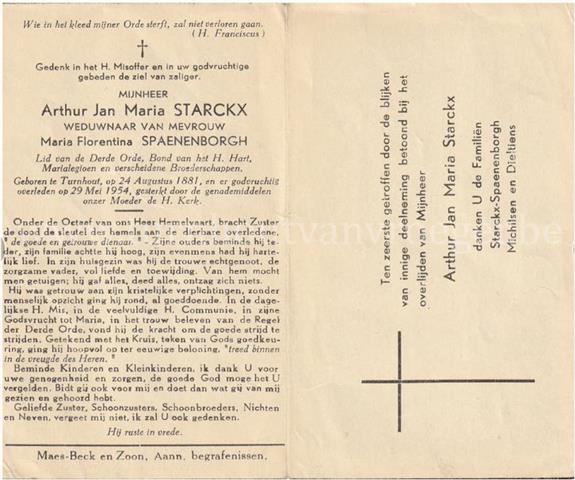 Wie in het kleed mijner Orde sterft, zal niet verloren gaan.
( H. Franciscus )
Gedenk in het H. Misoffer en in uw godvruchtige
gebeden de ziel van zaliger.
MIJNHEER
Arthur Jan Maria STARCKX
WEDUWNAAR VAN MEVROUW
Maria Florentina SPAENENBORGH
Lid van de Derde Orde, Bond van het H. Hart,
Marialegioen en verscheidene Broederschappen.
Geboren te Turnhout, op 24 Augustus 1881, en er godvruchtig
overleden op 29 Mei 1954, gesterkt door de genademiddelen
onzer Moeder de H. Kerk.
Onder de Octaaf van ons Heer Hemelvaart, bracht Zuster
de dood de sleutel des hemels aan de dierbare overledene,
" de goede en getrouwe dienaar. " - Zijne ouders beminde hij te-
der, zijn familie achtte hij hoog, zijn evenmens had hij harte-
lijk lief. In zijn huisgezin was hij de trouwe echtgenoot, de
zorgzame vader, vol liefde en toewijding. Van hem mocht
men getuigen; hij gaf alles, deed alles, ontzag zich niets.
Hij was getrouw aan zijn kristelijke verplichtingen, zonder
menselijk opzicht ging hij rond, al goeddoende. In de dage-
lijkse H. Mis, in de veelvuldige H. Communie, in zijne
Godsvrucht tot Maria, in het trouw beleven van de Regel
der Derde Orde, vond hij de kracht om de goede strijd te
strijden. Getekend met het Kruis, teken van Gods goedkeu-
ring, ging hij hoopvol op ter eeuwige beloning, "treed binnen
in de vreugde des Heren. "
Beminde Kinderen en Kleinkinderen, ik dank U voor
uwe genegenheid en zorgen, de goede God moge het U
vergelden. Bidt gij ook voor mij en doet dan wat gij van mij
gezien en gehoord hebt.
Geliefde Zuster, Schoonzusters, Schoonbroeders, Nichten
en Neven, vergeet mij niet, ik zal U ook gedenken.
Hij ruste in vrede.
Maes-Beck en Zoon, Aann. begrafenissen.
Ten zeerste getroffen door de blijken
van innige deelneming betoond bij het
overlijden van Mijnheer
Arthur Jan Maria Starckx
danken U de Familiën
Starckx-Spaenenborgh
Michilsen en Dieltiens